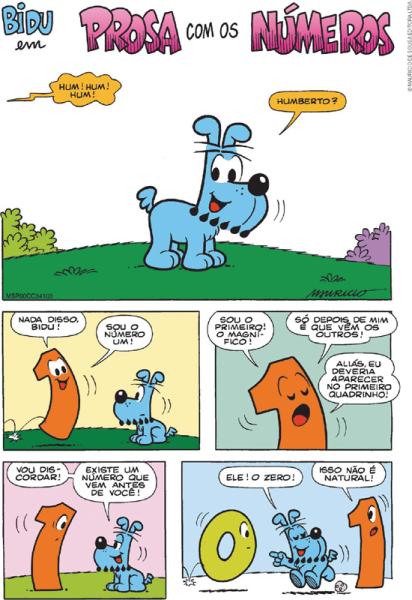 BIDU
em
PROSA COM OS NÚMEROS
© MAURICIO DE SOUSA EDITORA LTDA.
HUM! HUM!
HUM!
HUMBERTO?
MSP80CC34103
MAURICIO
NADA DISSO,
BIDU!
SOU O
NÚMERO
UM!
SOU O
PRIMEIRO!
O MAGNÍ-
FICO!
SÓ DEPOIS DE MIM
É QUE VÊM OS
OUTROS!
ALIÁS, EU
DEVERIA
APARECER
NO PRIMEIRO
QUADRINHO!
1
VOU DIS-
CORDAR!
EXISTE UM
NÚMERO QUE
VEM ANTES
DE VOCÊ!
ELE! O ZERO!
ISSO NÃO É
NATURAL!